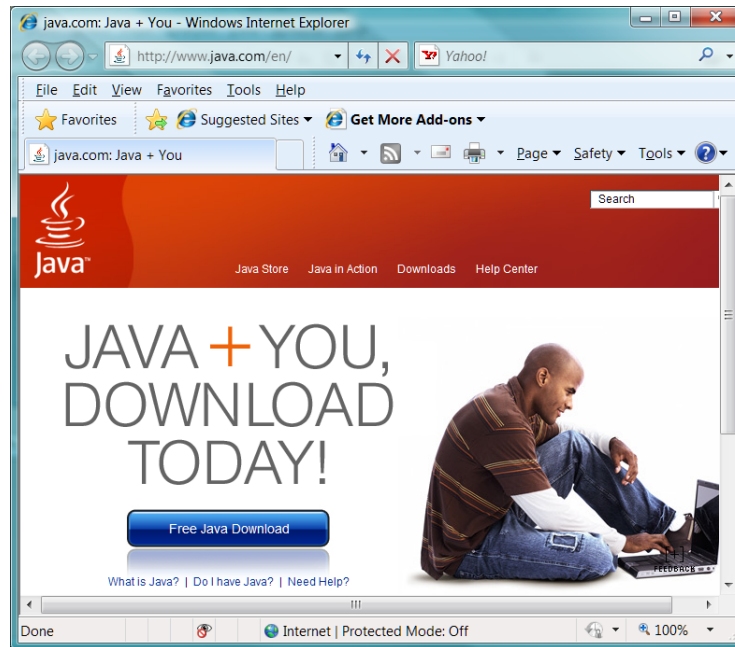 java.com: Java + You - Windows Internet Explorer
http://www.java.com/en/
Yahoo!
File Edit View Favorites Tools Help
Favorites Suggested Sites Get More Add-ons
java.com: Java + You Page Safety Tools
Search
Java™
Java Store Java in Action Downloads Help Center
JAVA + YOU,
DOWNLOAD
TODAY!
Free Java Download
[+]
FEEDBACK
What is Java? | Do I have Java? | Need Help?
Done Internet | Protected Mode: Off 100%